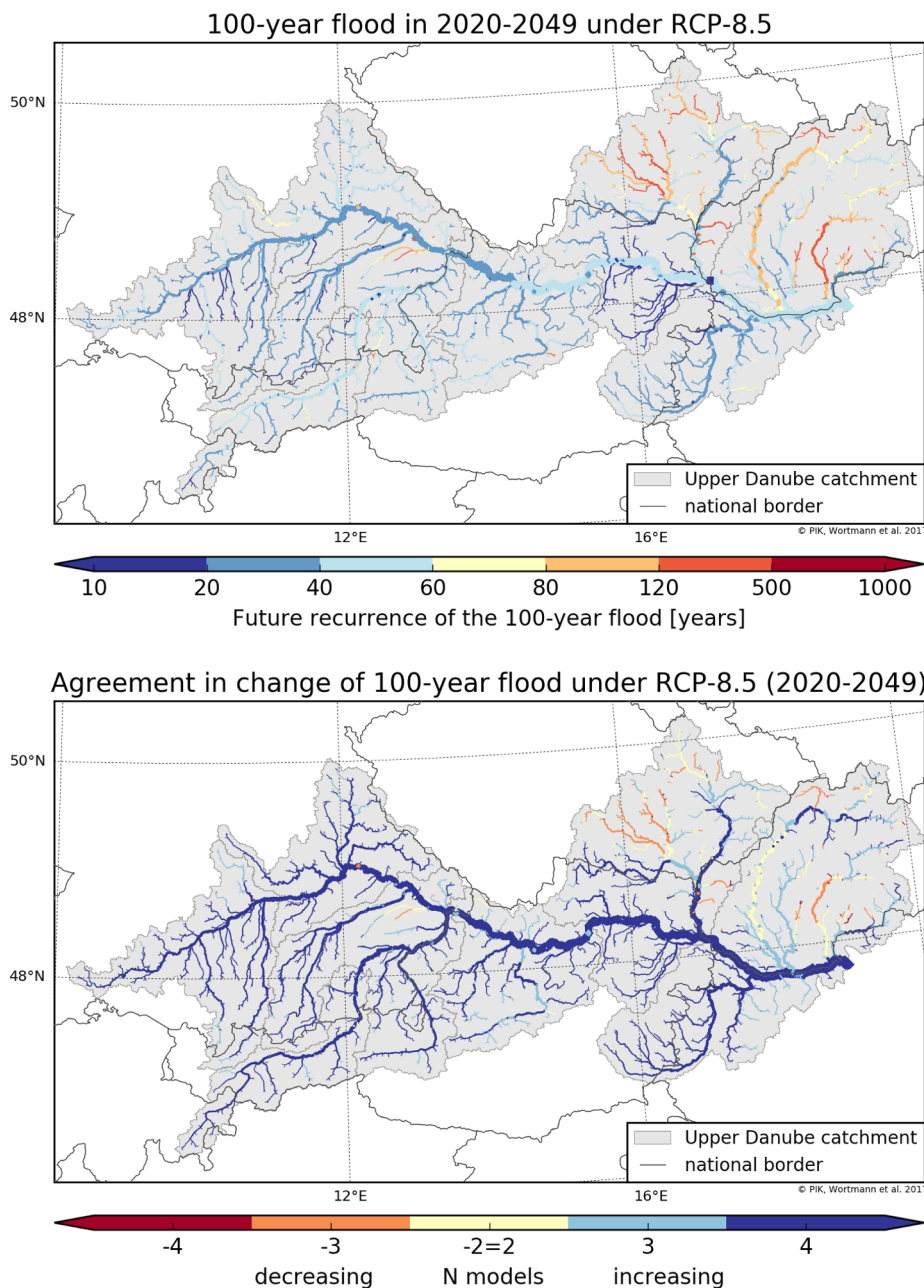 100-year flood in 2020-2049 under RCP-8.5
50°N
48°N
Upper Danube catchment
national border
12°E
16°E
© PIK, Wortmann et al. 2017
10 20 40 60 80 120 500 1000
Future recurrence of the 100-year flood [years]
Agreement in change of 100-year flood under RCP-8.5 (2020-2049)
50°N
48°N
Upper Danube catchment
national border
12°E
16°E
© PIK, Wortmann et al. 2017
-4 -3 -2=2 3 4
decreasing N models increasing